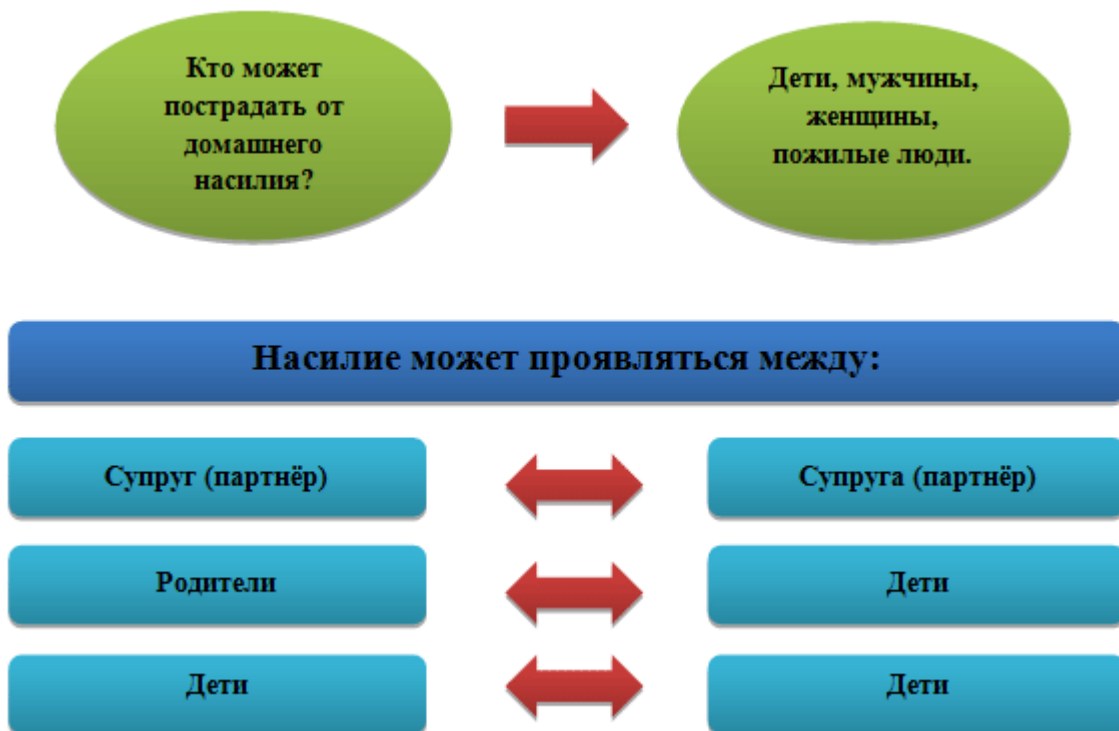 Кто может
пострадать от
домашнего
насилия?
Дети, мужчины,
женщины,
пожилые люди.
Насилие может проявляться между:
Супруг (партнёр)
Супруга (партнёр)
Родители
Дети
Дети
Дети